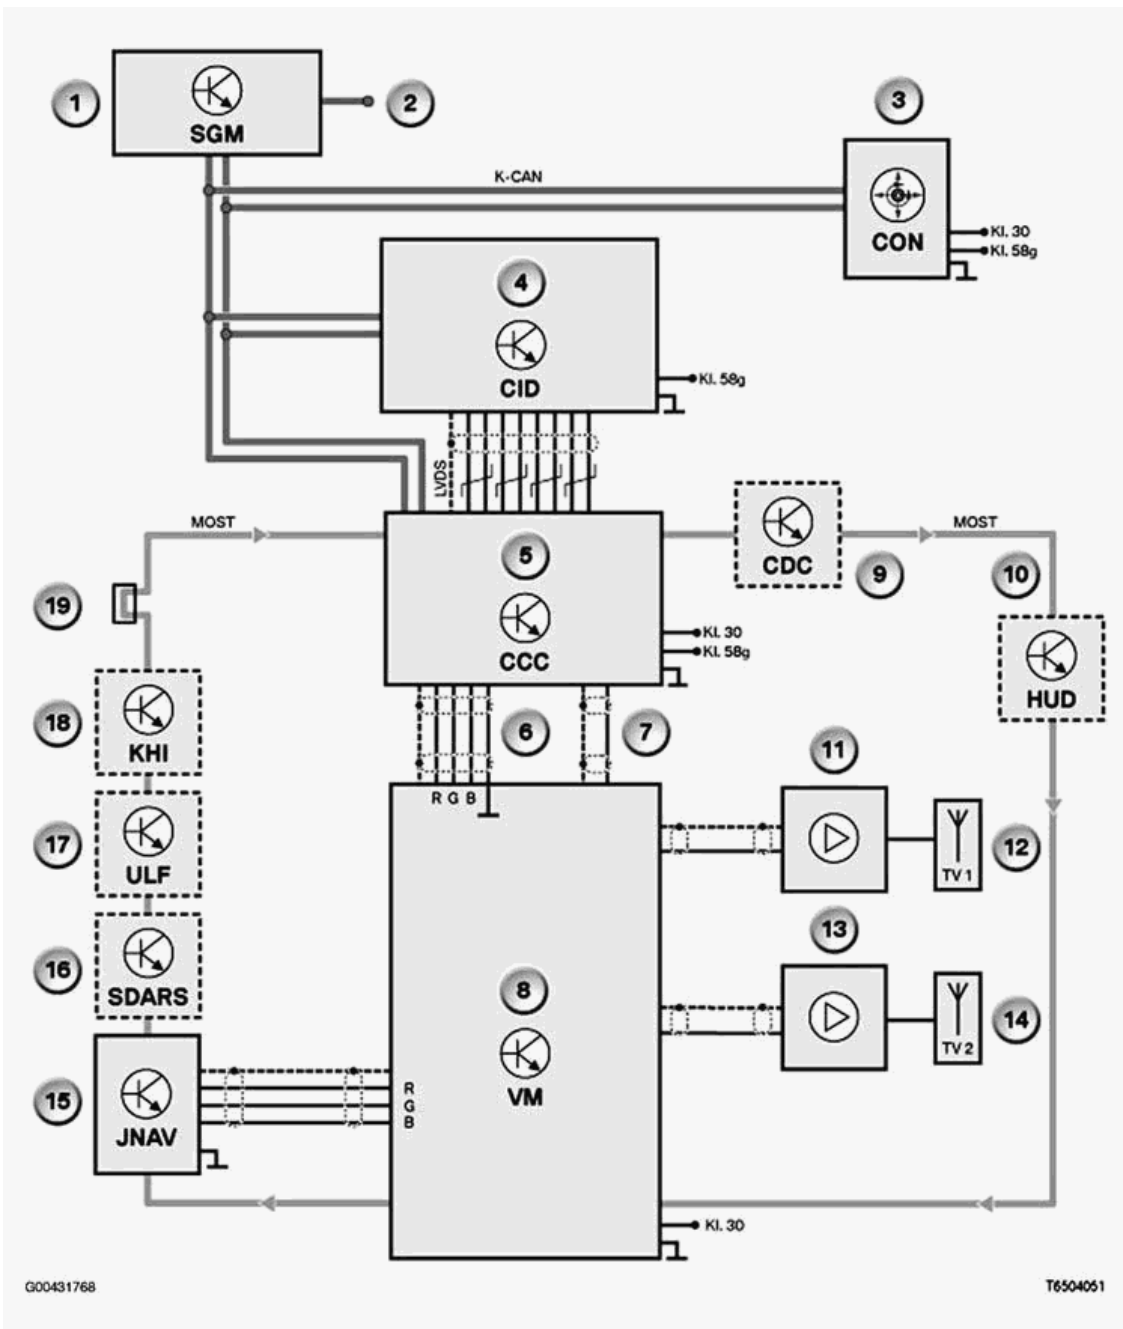 1
SGM
2
3
K-CAN
CON
Kl. 30
Kl. 58g
4
CID
Kl. 58g
LVDS
MOST
5
CCC
Kl. 30
Kl. 58g
CDC
9
MOST
10
HUD
19
18
KHI
6
7
R G B
11
TV 1
12
17
ULF
13
16
SDARS
8
VM
TV 2
14
15
JNAV
R
G
B
Kl. 30
G00431768
T6504051